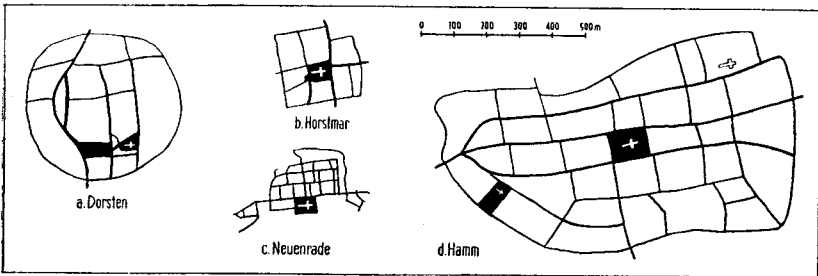 0 100 200 300 400 500 m
a. Dorsten
b. Horstmar
c. Neuenrade
d. Hamm